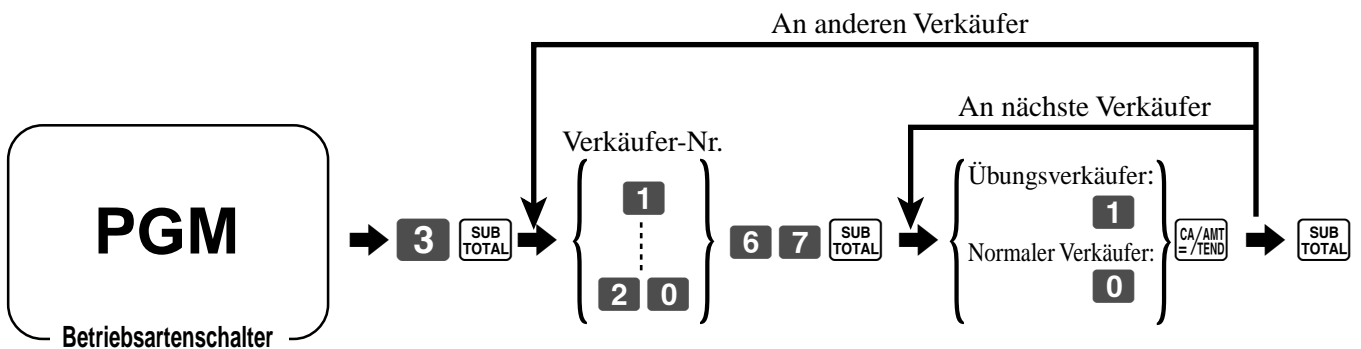 An anderen Verkäufer
An nächste Verkäufer
Verkäufer-Nr.
PGM
Betriebsartenschalter
3 SUB TOTAL
1
2 0
6 7 SUB TOTAL
Übungsverkäufer:
1
Normaler Verkäufer:
0
CA/AMT
= /TEND
SUB
TOTAL